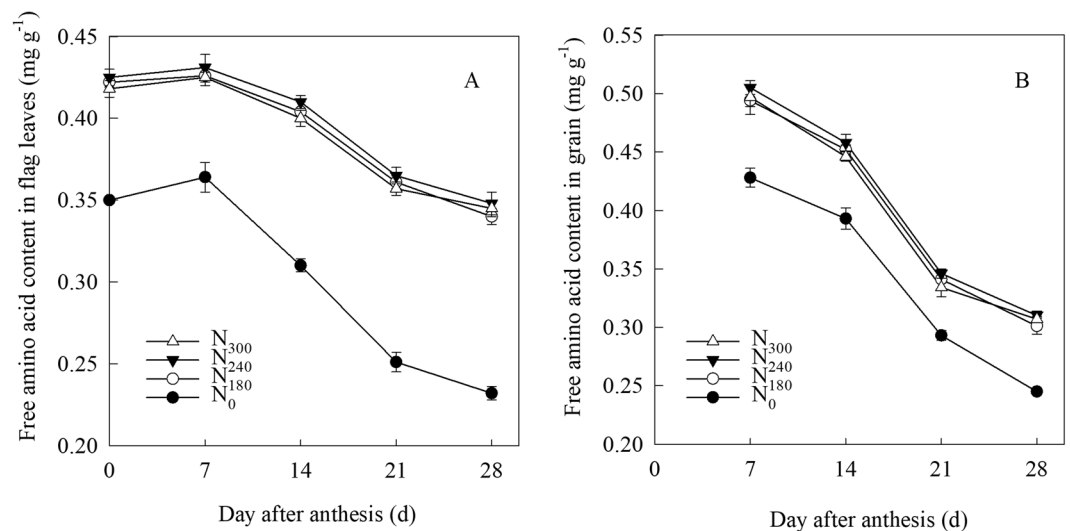 Free amino acid content in flag leaves (mg g⁻¹)
0.45
0.40
0.35
0.30
0.25
0.20
A
N₃₀₀
N₂₄₀
N₁₈₀
N₀
0 7 14 21 28
Day after anthesis (d)
Free amino acid content in grain (mg g⁻¹)
0.55
0.50
0.45
0.40
0.35
0.30
0.25
0.20
B
N₃₀₀
N₂₄₀
N₁₈₀
N₀
0 7 14 21 28
Day after anthesis (d)